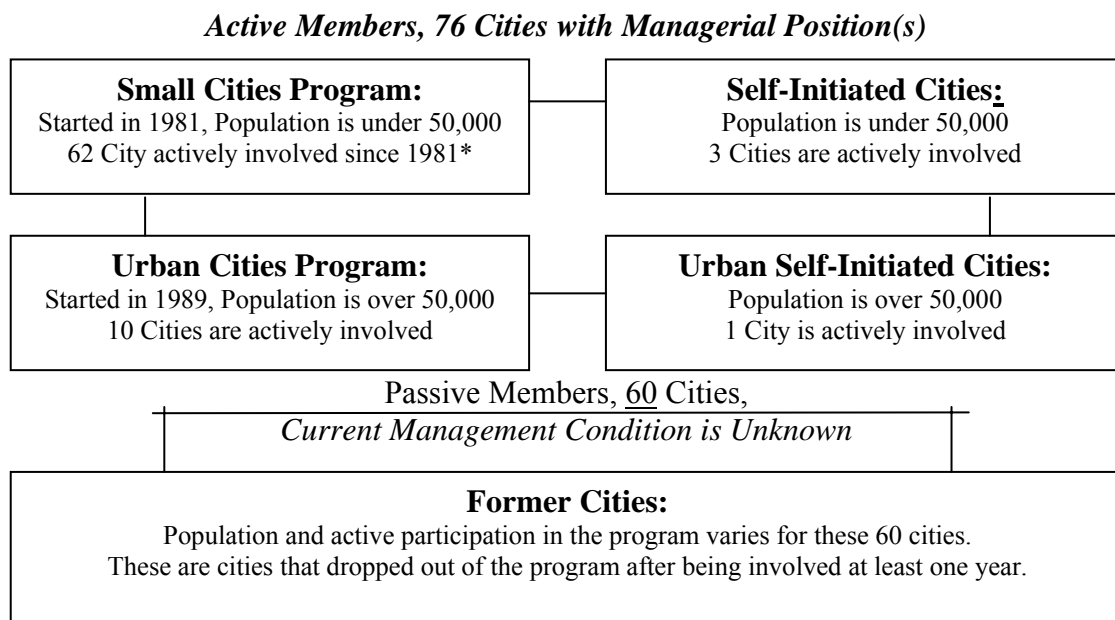 Active Members, 76 Cities with Managerial Position(s)
Small Cities Program:
Started in 1981, Population is under 50,000
62 City actively involved since 1981*
Self-Initiated Cities:
Population is under 50,000
3 Cities are actively involved
Urban Cities Program:
Started in 1989, Population is over 50,000
10 Cities are actively involved
Urban Self-Initiated Cities:
Population is over 50,000
1 City is actively involved
Passive Members, 60 Cities,
Current Management Condition is Unknown
Former Cities:
Population and active participation in the program varies for these 60 cities.
These are cities that dropped out of the program after being involved at least one year.